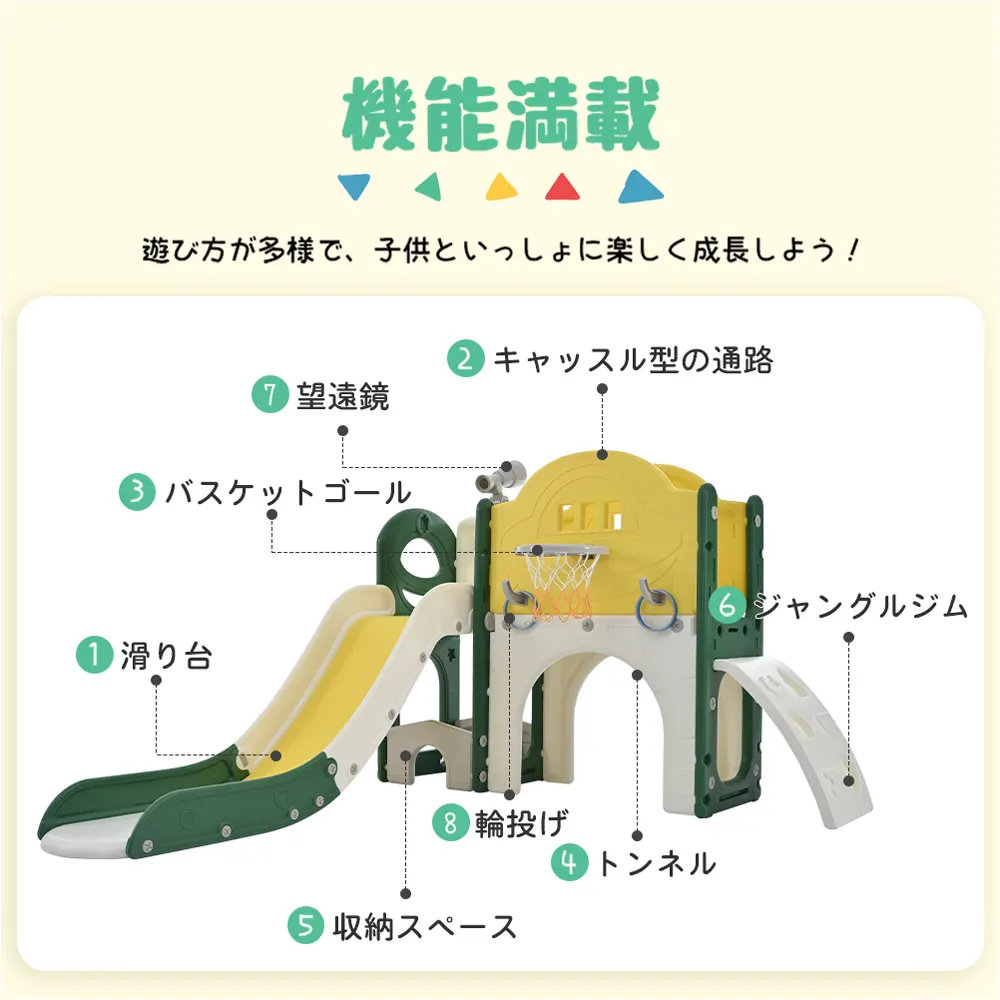 機能満載
遊び方が多様で、子供といっしょに楽しく成長しよう！
2 キャッスル型の通路
7 望遠鏡
3 バスケットゴール
6 ジャングルジム
1 滑り台
8 輪投げ
4 トンネル
5 収納スペース